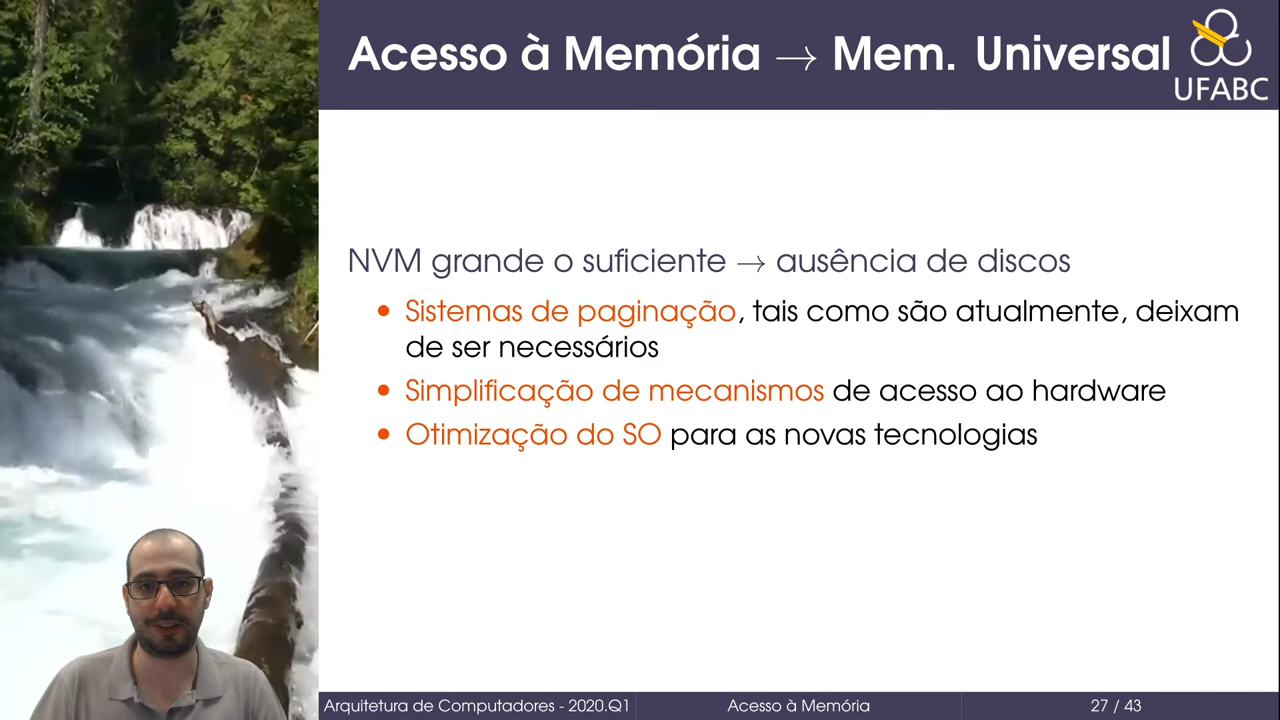 Acesso à Memória → Mem. Universal
UFABC
NVM grande o suficiente → ausência de discos
• Sistemas de paginação, tais como são atualmente, deixam
de ser necessários
• Simplificação de mecanismos de acesso ao hardware
• Otimização do SO para as novas tecnologias
Arquitetura de Computadores - 2020.Q1
Acesso à Memória
27 / 43